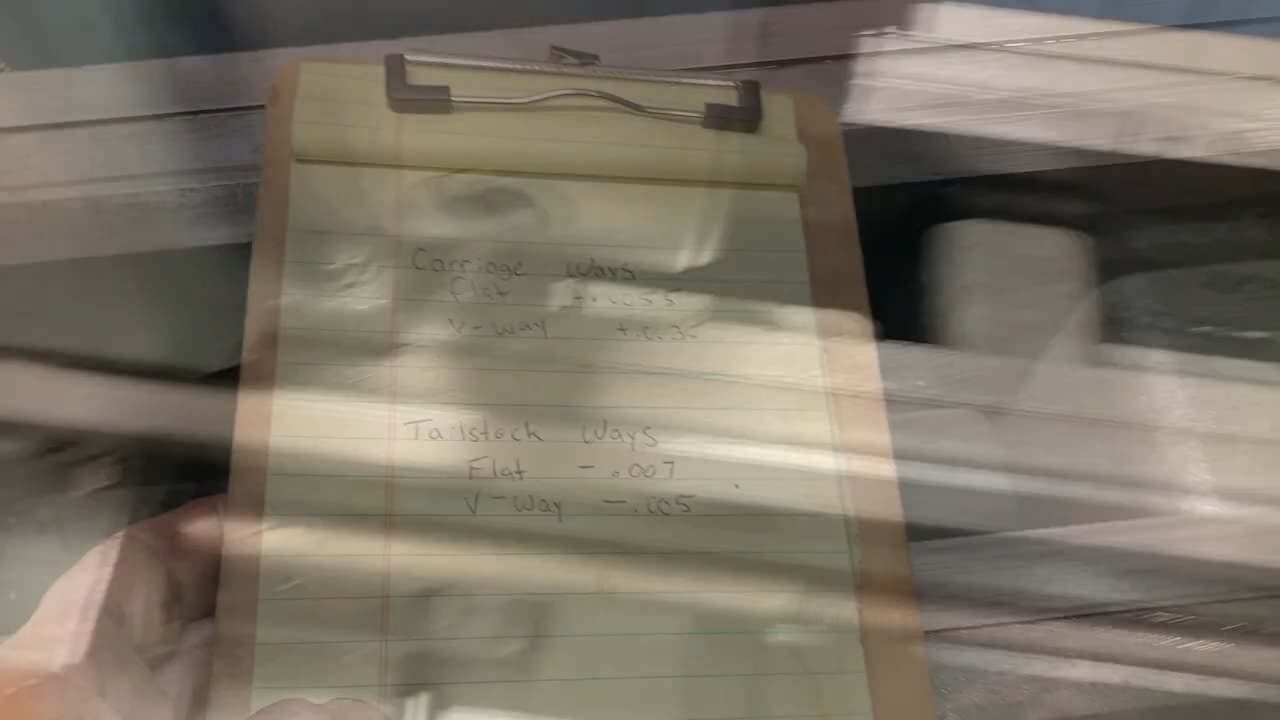 Carriage Ways
Flat
V-way
Tailstock Ways
Flat -.007
V-Way -.005